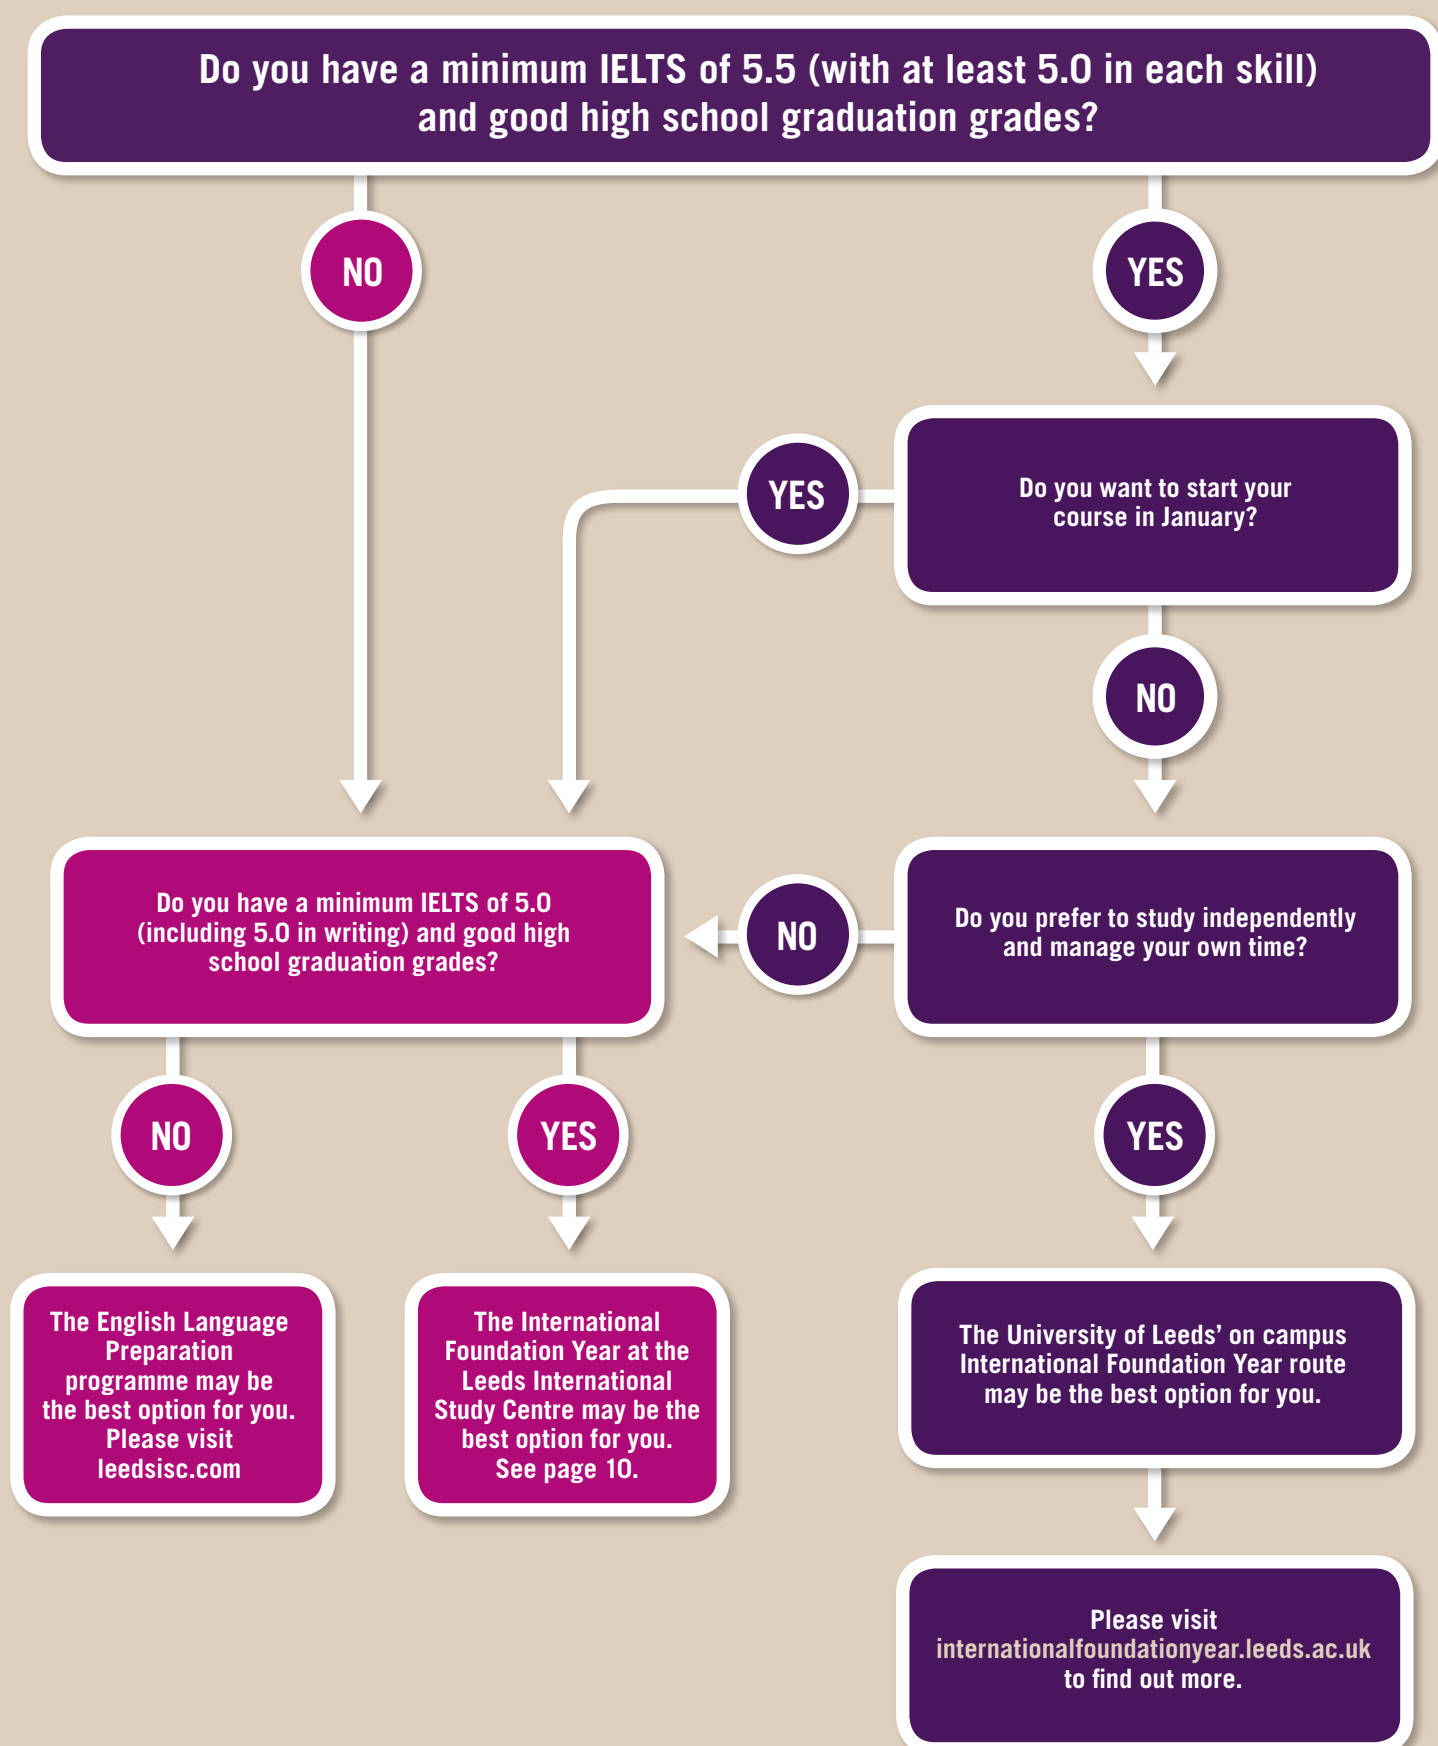 Do you have a minimum IELTS of 5.5 (with at least 5.0 in each skill)
and good high school graduation grades?
NO
YES
YES
Do you want to start your
course in January?
NO
Do you have a minimum IELTS of 5.0
(including 5.0 in writing) and good high
school graduation grades?
NO
Do you prefer to study independently
and manage your own time?
NO
YES
YES
The English Language
Preparation
programme may be
the best option for you.
Please visit
leedsisc.com
The International
Foundation Year at the
Leeds International
Study Centre may be the
best option for you.
See page 10.
The University of Leeds’ on campus
International Foundation Year route
may be the best option for you.
Please visit
internationalfoundationyear.leeds.ac.uk
to find out more.